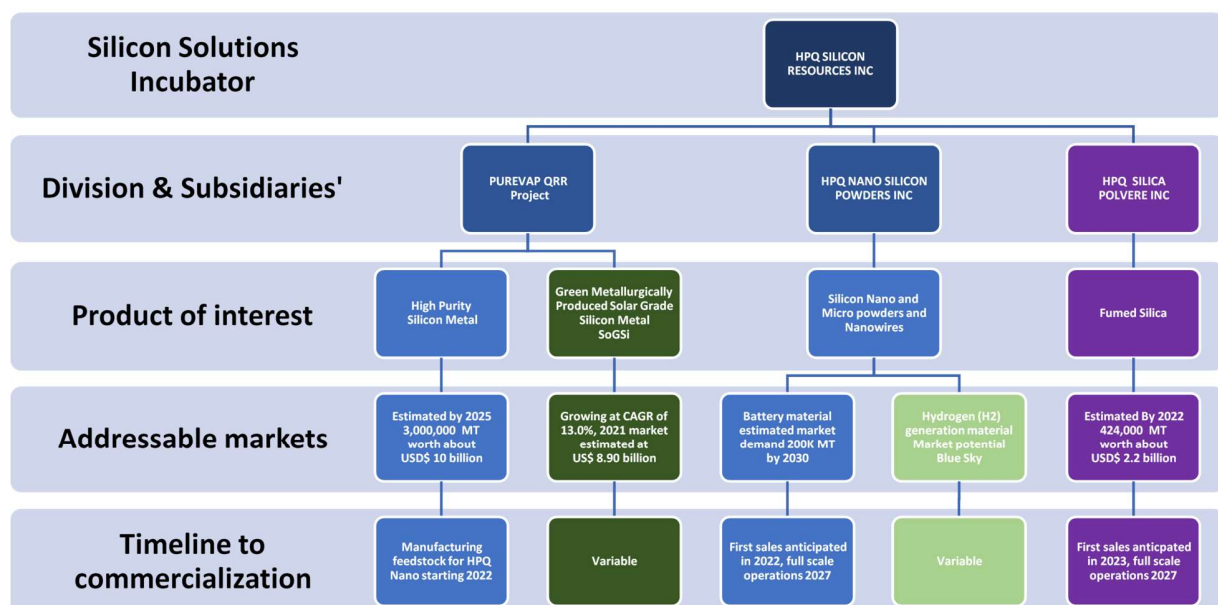 Silicon Solutions
Incubator
HPQ SILICON
RESOURCES INC
Division & Subsidiaries'
PUREVAP QRR
Project
HPQ NANO SILICON
POWDERS INC
HPQ SILICA
POLVERE INC
Product of interest
High Purity
Silicon Metal
Green Metallurgically
Produced Solar Grade
Silicon Metal
SoGSi
Silicon Nano and
Micro powders and
Nanowires
Fumed Silica
Addressable markets
Estimated by 2025
3,000,000 MT
worth about
USD$ 10 billion
Growing at CAGR of
13.0%, 2021 market
estimated at
US$ 8.90 billion
Battery material
estimated market
demand 200K MT
by 2030
Hydrogen (H2)
generation material
Market potential
Blue Sky
Estimated By 2022
424,000 MT
worth about
USD$ 2.2 billion
Timeline to
commercialization
Manufacturing
feedstock for HPQ
Nano starting 2022
Variable
First sales anticipated
in 2022, full scale
operations 2027
Variable
First sales antcipated
in 2023, full scale
operations 2027